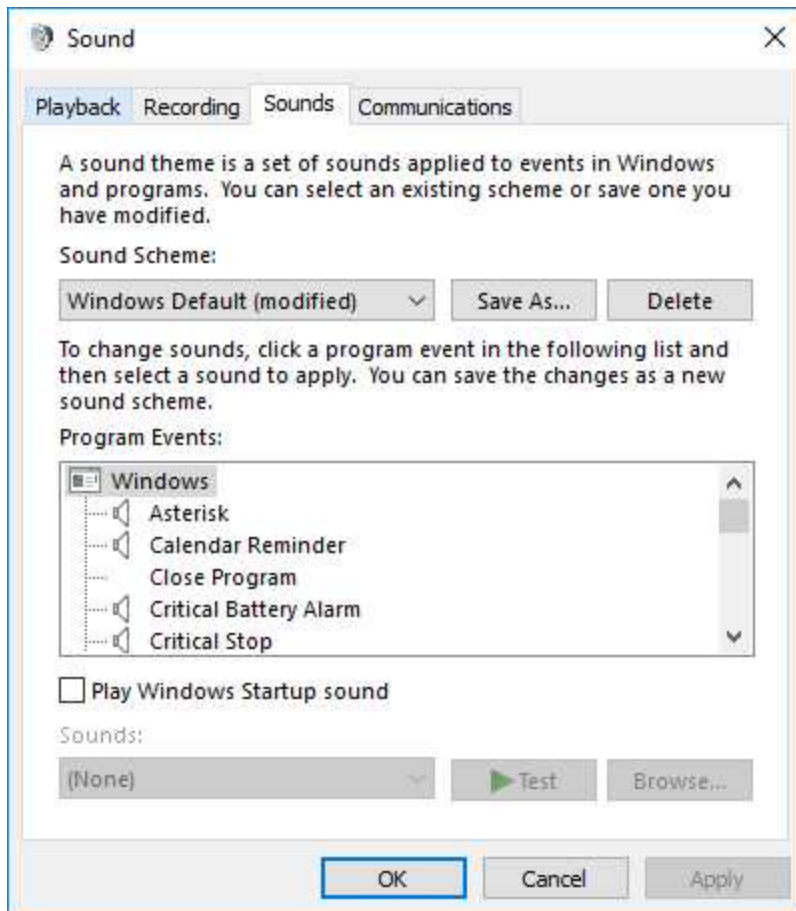 Sound
Playback Recording Sounds Communications
A sound theme is a set of sounds applied to events in Windows
and programs. You can select an existing scheme or save one you
have modified.
Sound Scheme:
Windows Default (modified) Save As... Delete
To change sounds, click a program event in the following list and
then select a sound to apply. You can save the changes as a new
sound scheme.
Program Events:
Windows
Asterisk
Calendar Reminder
Close Program
Critical Battery Alarm
Critical Stop
Play Windows Startup sound
Sounds:
(None) Test Browse...
OK Cancel Apply